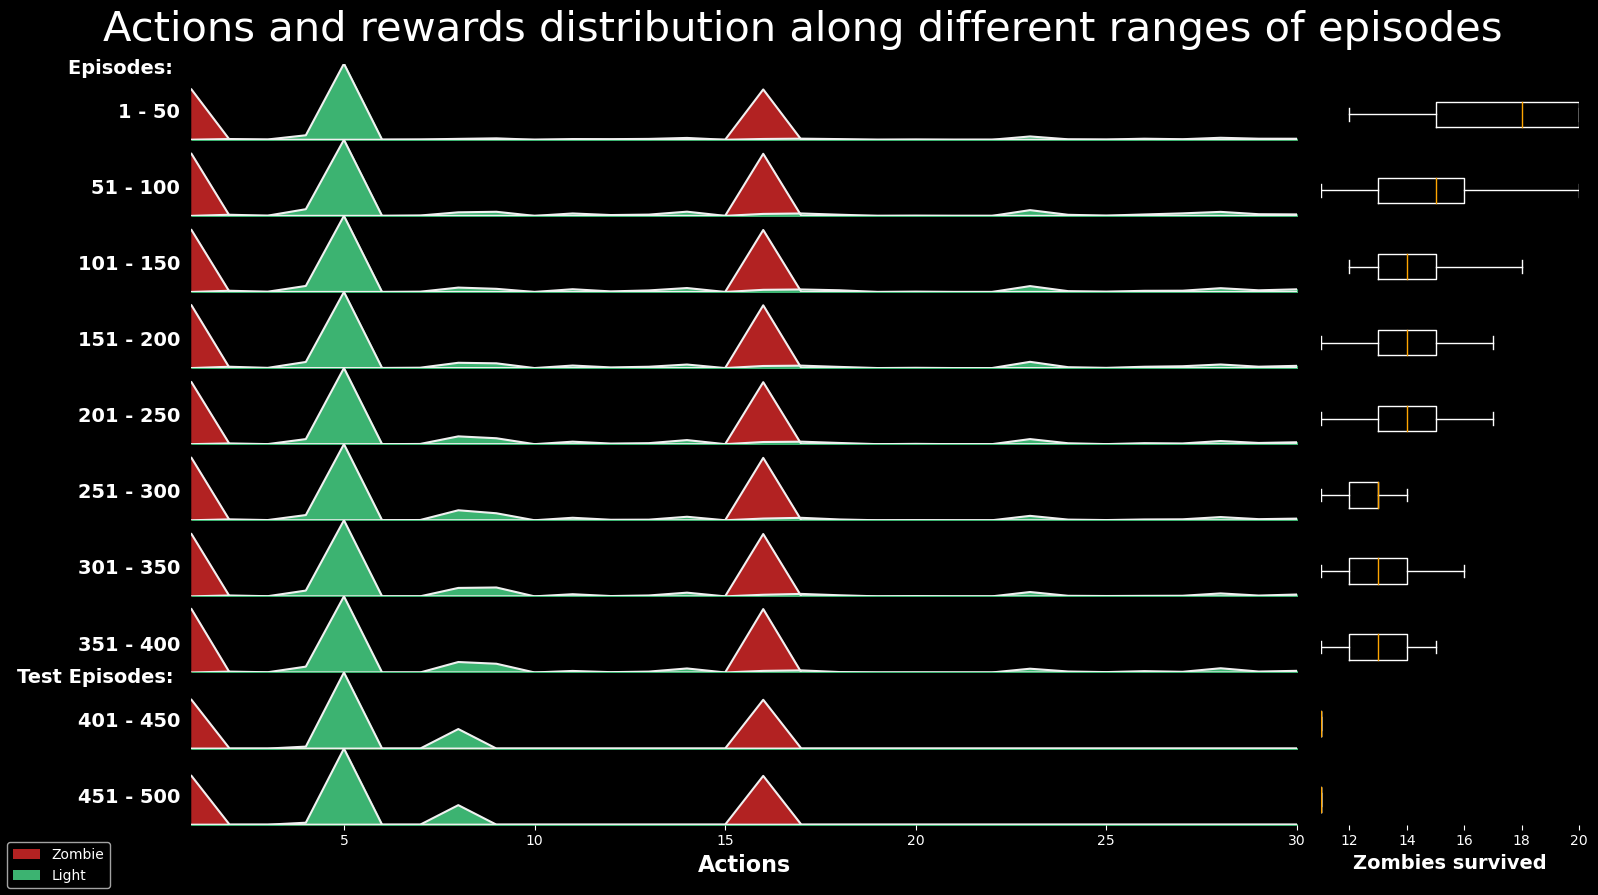 Actions and rewards distribution along different ranges of episodes
Episodes:
1 - 50
51 - 100
101 - 150
151 - 200
201 - 250
251 - 300
301 - 350
351 - 400
Test Episodes:
401 - 450
451 - 500
5 10 15 20 25 30
12 14 16 18 20
Actions
Zombies survived
Zombie
Light